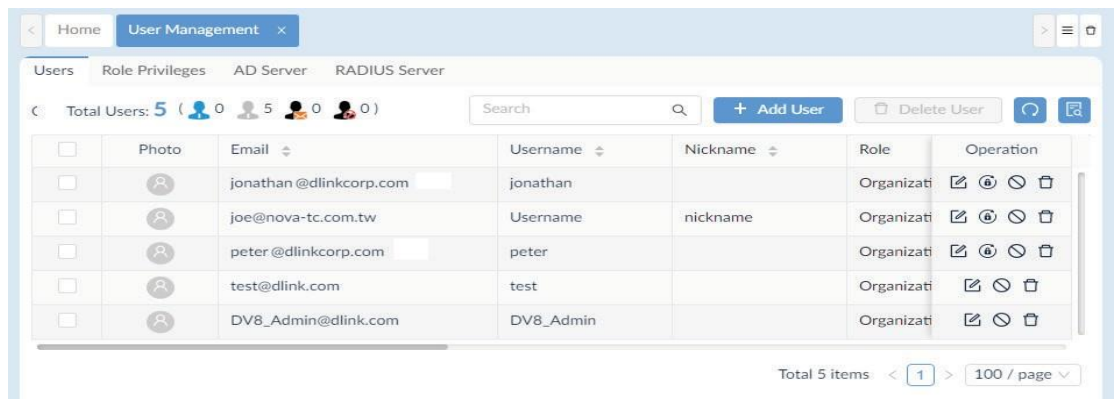 Home User Management ×
Users Role Privileges AD Server RADIUS Server
Total Users: 5 ( 0 5 0 0 )
Search + Add User Delete User
Photo Email Username Nickname Role Operation
jonathan @dlinkcorp.com jonathan Organizati
joe@nova-tc.com.tw Username nickname Organizati
peter@dlinkcorp.com peter Organizati
test@dlink.com test Organizati
DV8_Admin@dlink.com DV8_Admin Organizati
Total 5 items < 1 > 100 / page